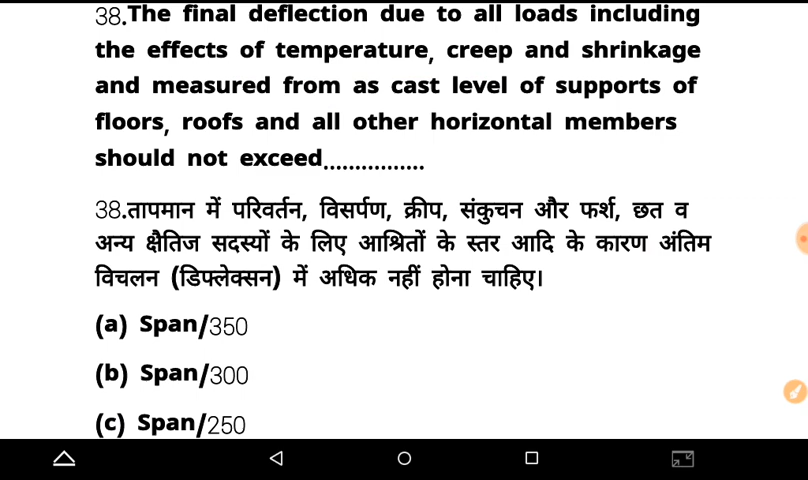 38.The final deflection due to all loads including
the effects of temperature, creep and shrinkage
and measured from as cast level of supports of
floors, roofs and all other horizontal members
should not exceed................
38.तापमान में परिवर्तन, विसर्पण, क्रीप, संकुचन और फर्श, छत व
अन्य क्षैतिज सदस्यों के लिए आश्रितों के स्तर आदि के कारण अंतिम
विचलन (डिफ्लेक्सन) में अधिक नहीं होना चाहिए।
(a) Span/350
(b) Span/300
(c) Span/250